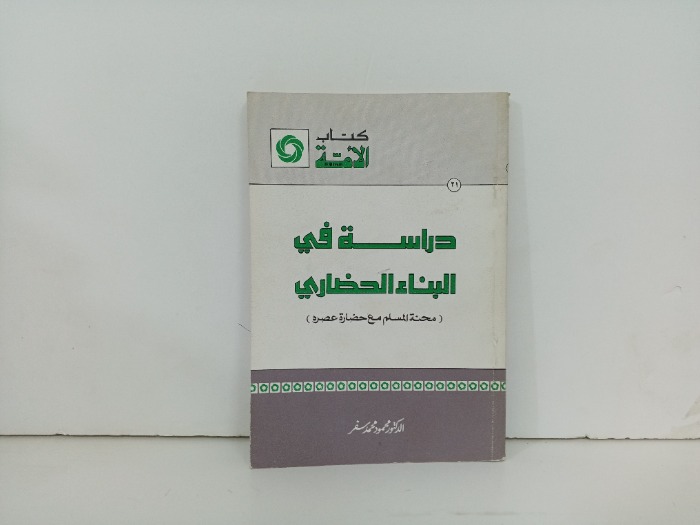 كتاب
الأمة
٢١
دراسة في
البناء الحضاري
( محنة المسلم مع حضارة عصره )
الدكتور محمود محمد سفر